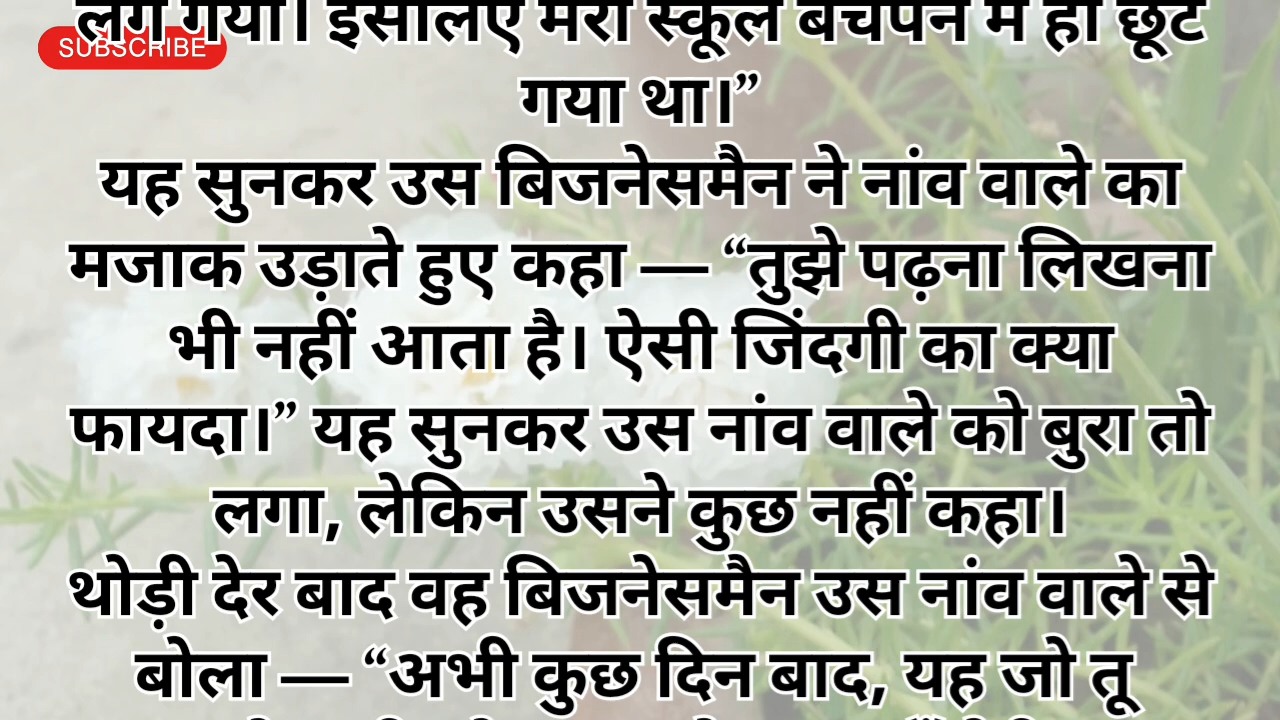 लग गया। इसलिए मेरा स्कूल बचपन में ही छूट
SUBSCRIBE
गया था।”
यह सुनकर उस बिजनेसमैन ने नांव वाले का
मजाक उड़ाते हुए कहा — “तुझे पढ़ना लिखना
भी नहीं आता है। ऐसी जिंदगी का क्या
फायदा।” यह सुनकर उस नांव वाले को बुरा तो
लगा, लेकिन उसने कुछ नहीं कहा।
थोड़ी देर बाद वह बिजनेसमैन उस नांव वाले से
बोला — “अभी कुछ दिन बाद, यह जो तू